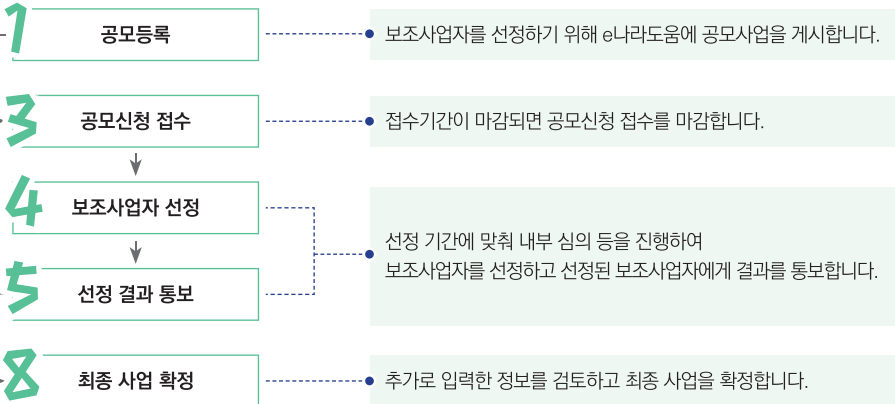 1 공모등록
보조사업자를 선정하기 위해 e나라도움에 공모사업을 게시합니다.
3 공모신청 접수
접수기간이 마감되면 공모신청 접수를 마감합니다.
4 보조사업자 선정
5 선정 결과 통보
선정 기간에 맞춰 내부 심의 등을 진행하여
보조사업자를 선정하고 선정된 보조사업자에게 결과를 통보합니다.
8 최종 사업 확정
추가로 입력한 정보를 검토하고 최종 사업을 확정합니다.